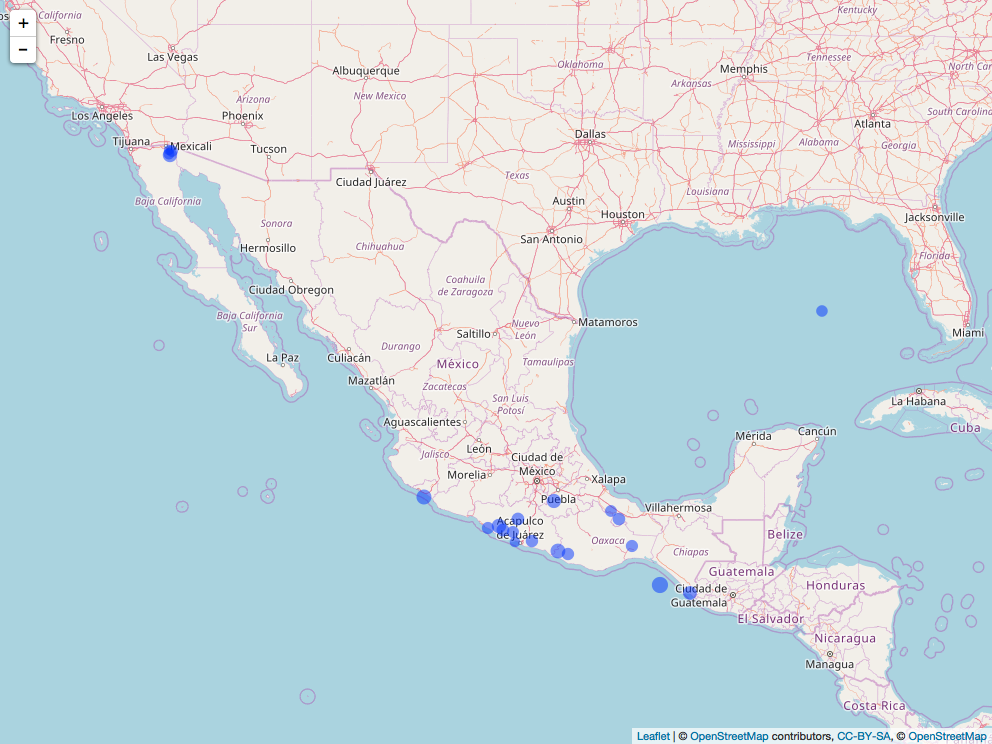 +
−
California
Kentucky
Fresno
Las Vegas
Tennessee
Oklahoma
North Car
Albuquerque
Memphis
Arkansas
New Mexico
Arizona
Los Angeles
Phoenix
South Carolina
Atlanta
Dallas
Tijuana
Mexicali
Tucson
Mississippi
Alabama
Georgia
Texas
Ciudad Juárez
Louisiana
Baja California
Austin
Houston
Jacksonville
Sonora
San Antonio
Hermosillo
Chihuahua
Florida
Coahuila
de Zaragoza
Ciudad Obregon
Baja California
Sur
Nuevo
León
Matamoros
Saltillo
Miami
Durango
La Paz
Culiacán
México
Tamaulipas
Mazatlán
Zacatecas
San Luis
Potosí
La Habana
Aguascalientes
Cuba
Mérida
Cancún
León
Jalisco
Ciudad de
México
Morelia
Xalapa
Puebla
Villahermosa
Acapulco
de Juárez
Oaxaca
Chiapas
Belize
Guatemala
Honduras
Ciudad de
Guatemala
El Salvador
Nicaragua
Managua
Costa Rica
Leaflet | © OpenStreetMap contributors, CC-BY-SA, © OpenStreetMap